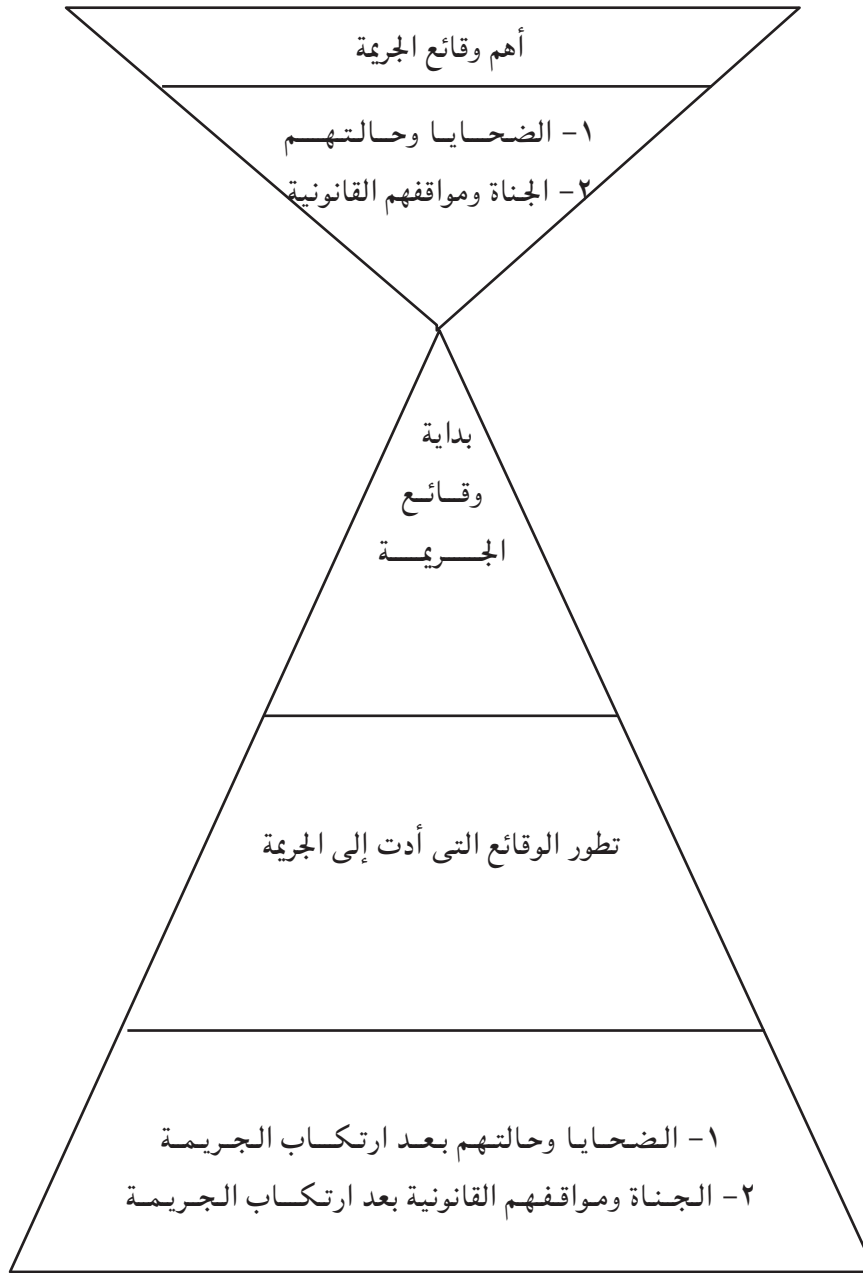 أهم وقائع الجريمة
١- الضحايا وحالتهم
٢- الجناة ومواقفهم القانونية
بداية
وقائع
الجريمة
تطور الوقائع التى أدت إلى الجريمة
١- الضحايا وحالتهم بعد ارتكاب الجريمة
٢- الجناة ومواقفهم القانونية بعد ارتكاب الجريمة